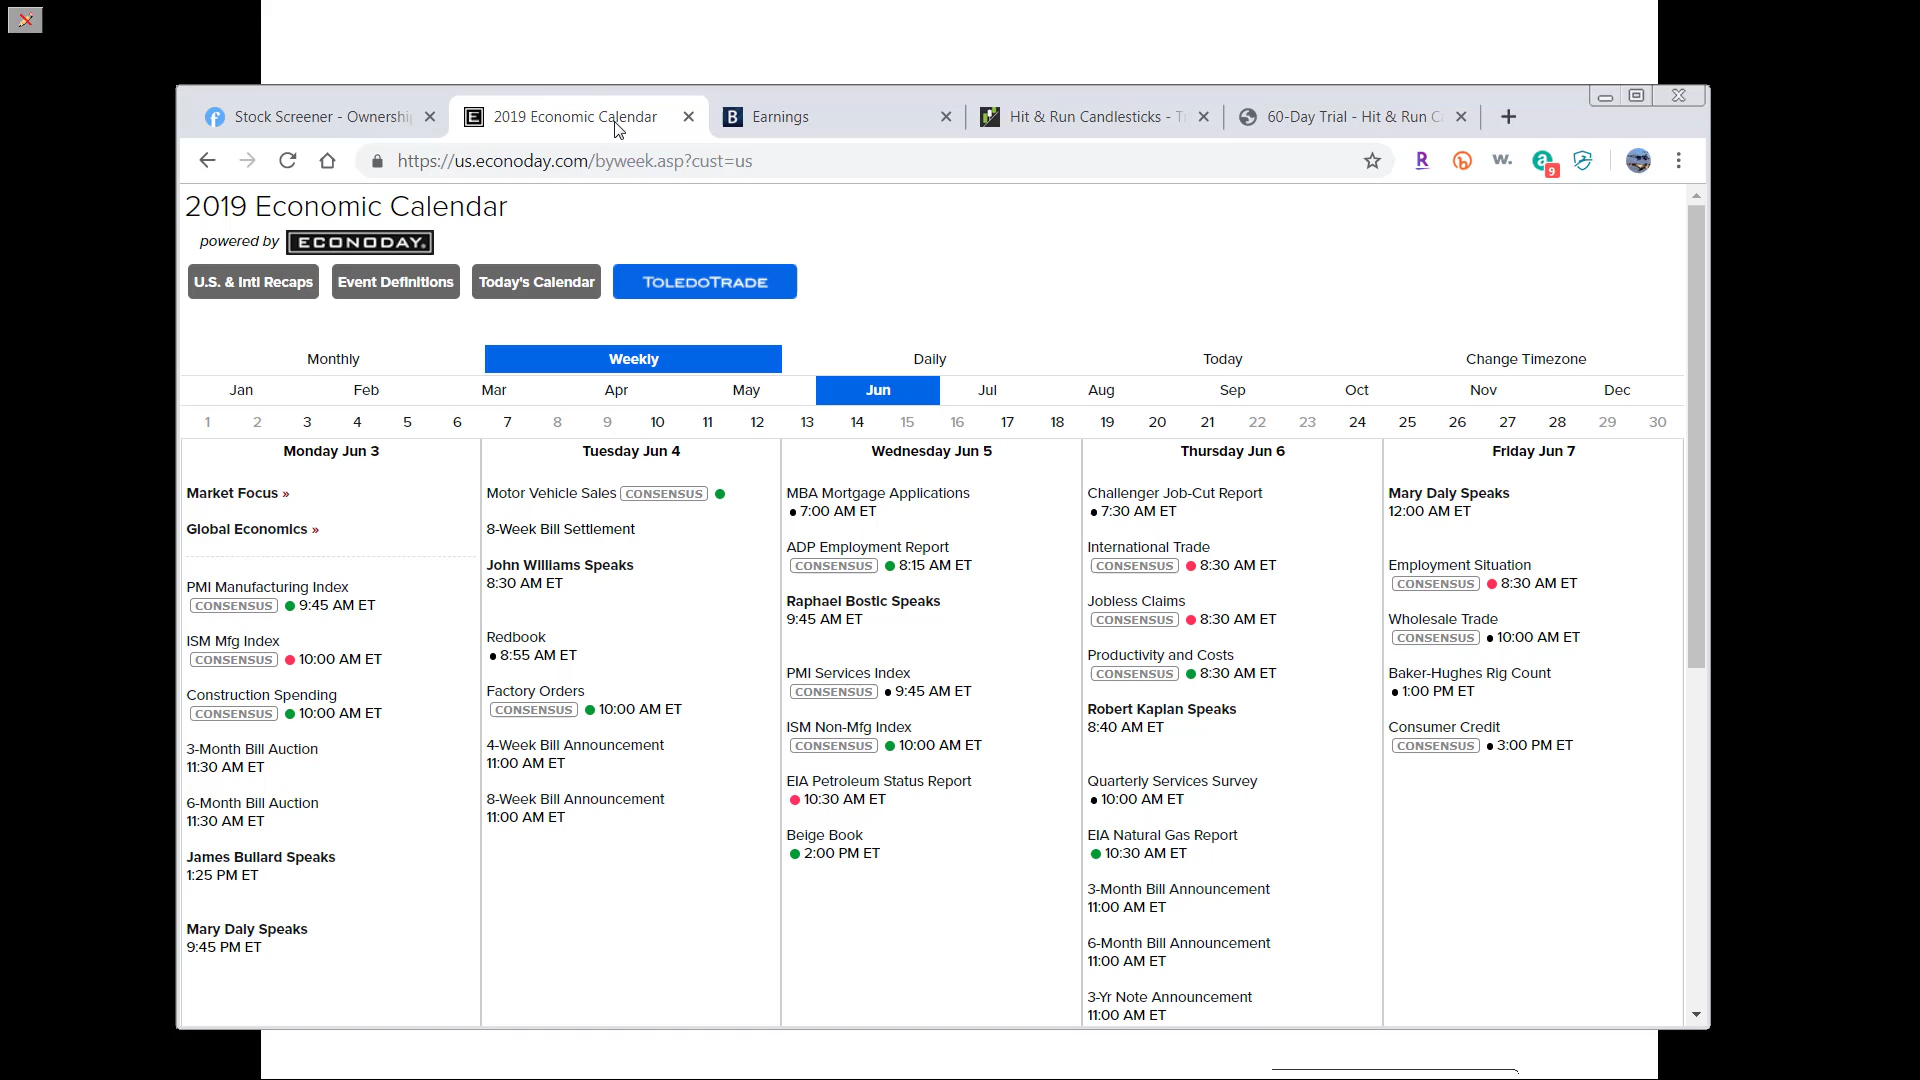 Stock Screener - Ownership
2019 Economic Calendar
Earnings
Hit & Run Candlesticks - T
60-Day Trial - Hit & Run C
https://us.econoday.com/byweek.asp?cust=us
R
w.
9
2019 Economic Calendar
powered by ECONODAY.
U.S. & Intl Recaps
Event Definitions
Today's Calendar
TOLEDOTRADE
Monthly Weekly Daily Today Change Timezone
Jan Feb Mar Apr May Jun Jul Aug Sep Oct Nov Dec
1 2 3 4 5 6 7 8 9 10 11 12 13 14 15 16 17 18 19 20 21 22 23 24 25 26 27 28 29 30
Monday Jun 3
Market Focus »
Global Economics »
PMI Manufacturing Index
CONSENSUS 9:45 AM ET
ISM Mfg Index
CONSENSUS 10:00 AM ET
Construction Spending
CONSENSUS 10:00 AM ET
3-Month Bill Auction
11:30 AM ET
6-Month Bill Auction
11:30 AM ET
James Bullard Speaks
1:25 PM ET
Mary Daly Speaks
9:45 PM ET
Tuesday Jun 4
Motor Vehicle Sales CONSENSUS
8-Week Bill Settlement
John Williams Speaks
8:30 AM ET
Redbook
8:55 AM ET
Factory Orders
CONSENSUS 10:00 AM ET
4-Week Bill Announcement
11:00 AM ET
8-Week Bill Announcement
11:00 AM ET
Wednesday Jun 5
MBA Mortgage Applications
7:00 AM ET
ADP Employment Report
CONSENSUS 8:15 AM ET
Raphael Bostic Speaks
9:45 AM ET
PMI Services Index
CONSENSUS 9:45 AM ET
ISM Non-Mfg Index
CONSENSUS 10:00 AM ET
EIA Petroleum Status Report
10:30 AM ET
Beige Book
2:00 PM ET
Thursday Jun 6
Challenger Job-Cut Report
7:30 AM ET
International Trade
CONSENSUS 8:30 AM ET
Jobless Claims
CONSENSUS 8:30 AM ET
Productivity and Costs
CONSENSUS 8:30 AM ET
Robert Kaplan Speaks
8:40 AM ET
Quarterly Services Survey
10:00 AM ET
EIA Natural Gas Report
10:30 AM ET
3-Month Bill Announcement
11:00 AM ET
6-Month Bill Announcement
11:00 AM ET
3-Yr Note Announcement
11:00 AM ET
Friday Jun 7
Mary Daly Speaks
12:00 AM ET
Employment Situation
CONSENSUS 8:30 AM ET
Wholesale Trade
CONSENSUS 10:00 AM ET
Baker-Hughes Rig Count
1:00 PM ET
Consumer Credit
CONSENSUS 3:00 PM ET